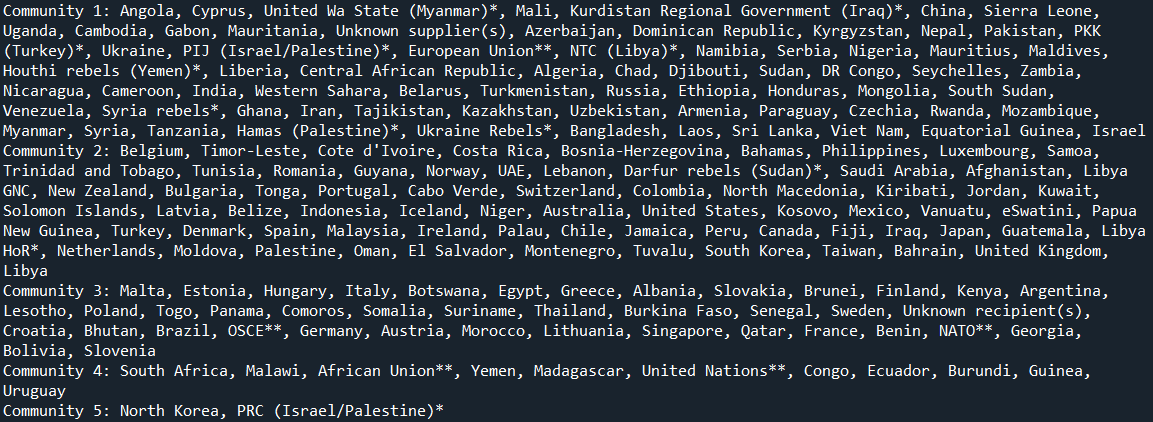 Community 1: Angola, Cyprus, United Wa State (Myanmar)*, Mali, Kurdistan Regional Government (Iraq)*, China, Sierra Leone,
Uganda, Cambodia, Gabon, Mauritania, Unknown supplier(s), Azerbaijan, Dominican Republic, Kyrgyzstan, Nepal, Pakistan, PKK
(Turkey)*, Ukraine, PIJ (Israel/Palestine)*, European Union**, NTC (Libya)*, Namibia, Serbia, Nigeria, Mauritius, Maldives,
Houthi rebels (Yemen)*, Liberia, Central African Republic, Algeria, Chad, Djibouti, Sudan, DR Congo, Seychelles, Zambia,
Nicaragua, Cameroon, India, Western Sahara, Belarus, Turkmenistan, Russia, Ethiopia, Honduras, Mongolia, South Sudan,
Venezuela, Syria rebels*, Ghana, Iran, Tajikistan, Kazakhstan, Uzbekistan, Armenia, Paraguay, Czechia, Rwanda, Mozambique,
Myanmar, Syria, Tanzania, Hamas (Palestine)*, Ukraine Rebels*, Bangladesh, Laos, Sri Lanka, Viet Nam, Equatorial Guinea, Israel
Community 2: Belgium, Timor-Leste, Cote d'Ivoire, Costa Rica, Bosnia-Herzegovina, Bahamas, Philippines, Luxembourg, Samoa,
Trinidad and Tobago, Tunisia, Romania, Guyana, Norway, UAE, Lebanon, Darfur rebels (Sudan)*, Saudi Arabia, Afghanistan, Libya
GNC, New Zealand, Bulgaria, Tonga, Portugal, Cabo Verde, Switzerland, Colombia, North Macedonia, Kiribati, Jordan, Kuwait,
Solomon Islands, Latvia, Belize, Indonesia, Iceland, Niger, Australia, United States, Kosovo, Mexico, Vanuatu, eSwatini, Papua
New Guinea, Turkey, Denmark, Spain, Malaysia, Ireland, Palau, Chile, Jamaica, Peru, Canada, Fiji, Iraq, Japan, Guatemala, Libya
HoR*, Netherlands, Moldova, Palestine, Oman, El Salvador, Montenegro, Tuvalu, South Korea, Taiwan, Bahrain, United Kingdom,
Libya
Community 3: Malta, Estonia, Hungary, Italy, Botswana, Egypt, Greece, Albania, Slovakia, Brunei, Finland, Kenya, Argentina,
Lesotho, Poland, Togo, Panama, Comoros, Somalia, Suriname, Thailand, Burkina Faso, Senegal, Sweden, Unknown recipient(s),
Croatia, Bhutan, Brazil, OSCE**, Germany, Austria, Morocco, Lithuania, Singapore, Qatar, France, Benin, NATO**, Georgia,
Bolivia, Slovenia
Community 4: South Africa, Malawi, African Union**, Yemen, Madagascar, United Nations**, Congo, Ecuador, Burundi, Guinea,
Uruguay
Community 5: North Korea, PRC (Israel/Palestine)*